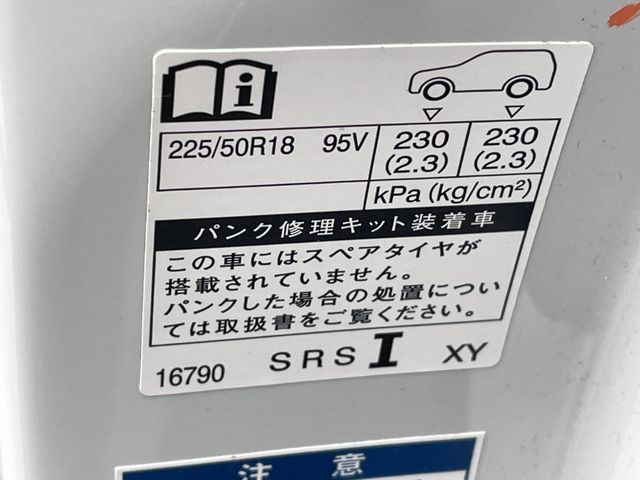 i
225/50R18 95V 230 (2.3) 230 (2.3)
kPa (kg/cm²)
パンク修理キット装着車
この車にはスペアタイヤが
搭載されていません。
パンクした場合の処置につい
ては取扱書をご覧ください。
16790 SRS I XY
注意